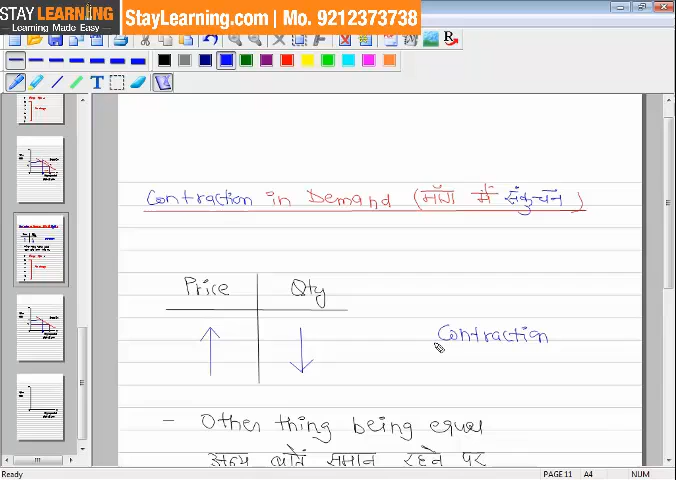 STAY LEARNING
Learning Made Easy
StayLearning.com | Mo. 9212373738
Contraction in Demand (माँग में संकुचन)
Price Qty
Contraction
- Other thing being equal
अन्य बातें समान रहने पर
Ready PAGE 11 A4 NUM